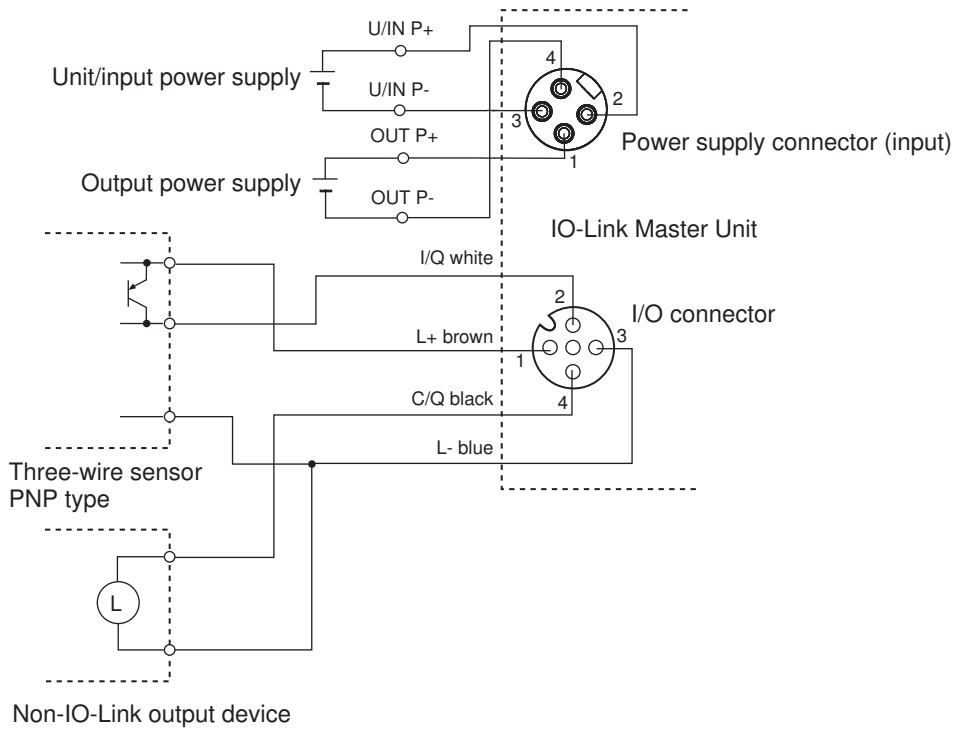 U/IN P+
Unit/input power supply
U/IN P-
4
2
3
1
Power supply connector (input)
OUT P+
Output power supply
OUT P-
IO-Link Master Unit
I/Q white
2
I/O connector
L+ brown
1
3
C/Q black
4
L- blue
Three-wire sensor
PNP type
L
Non-IO-Link output device